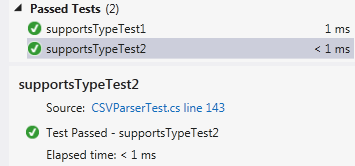 Passed Tests (2)
supportsTypeTest1 1 ms
supportsTypeTest2 < 1 ms
supportsTypeTest2
Source: CSVParserTest.cs line 143
Test Passed - supportsTypeTest2
Elapsed time: < 1 ms